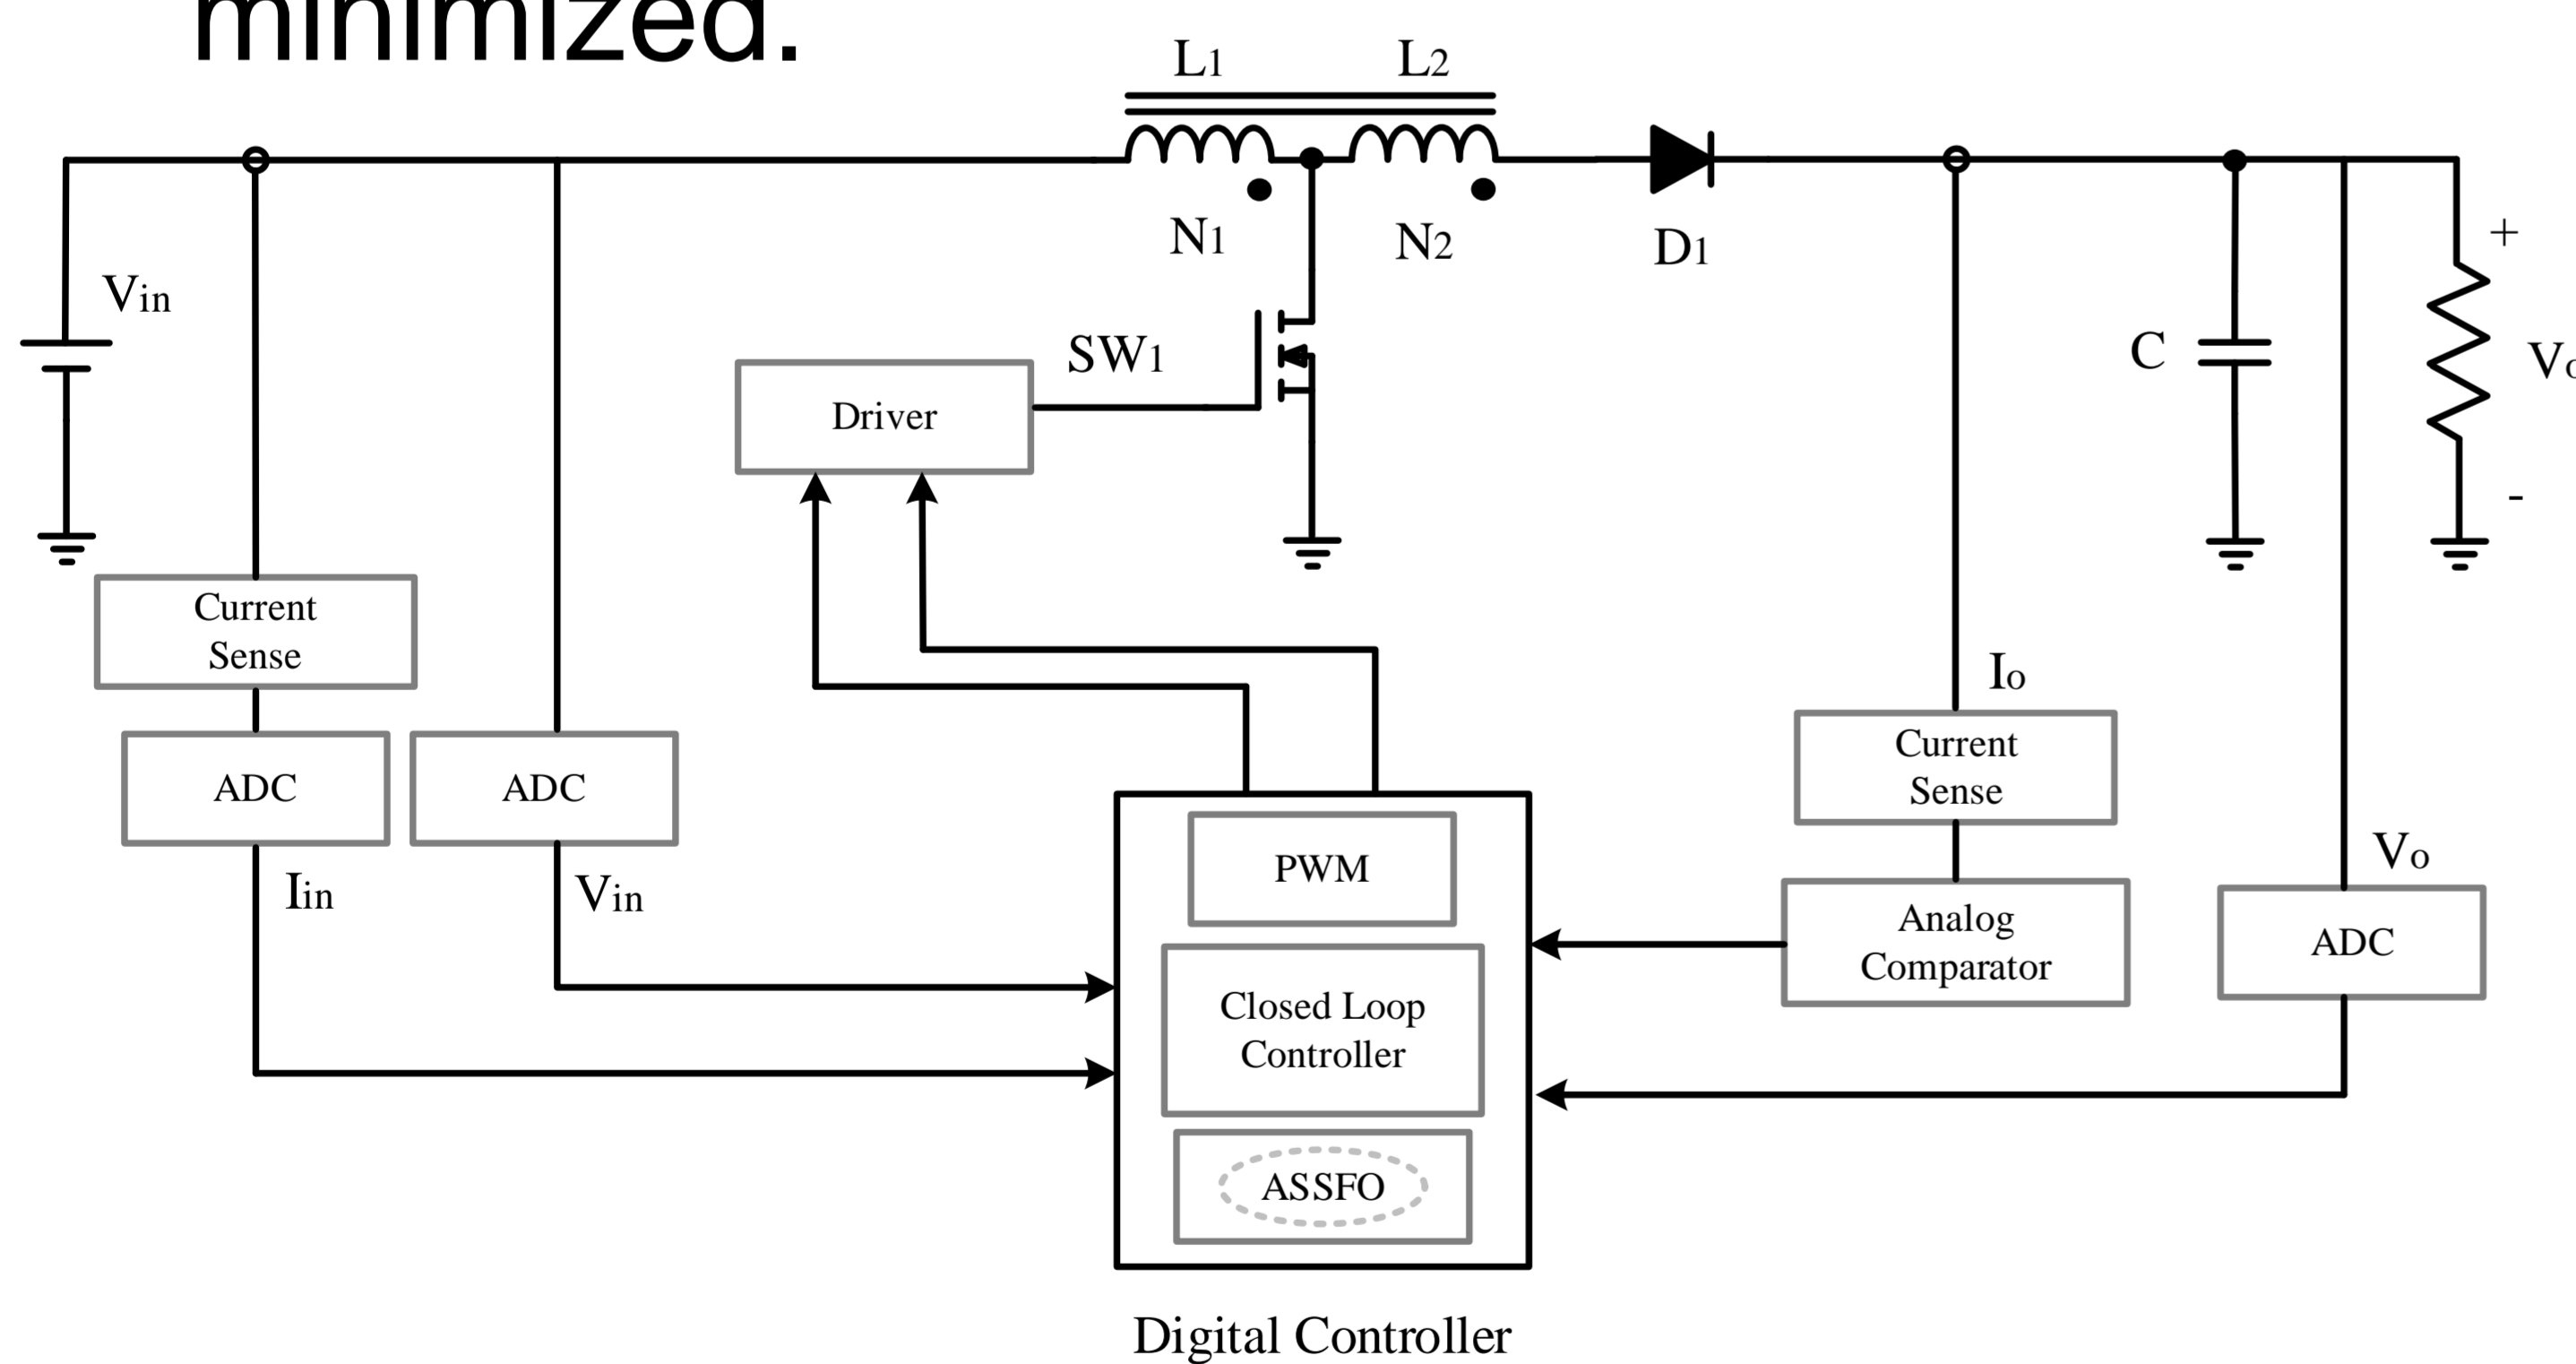 minimized.
L1
L2
N1
N2
D1
Vin
SW1
C
+
Vo
-
Driver
Current
Sense
ADC
ADC
Iin
Vin
PWM
Closed Loop
Controller
ASSFO
Io
Current
Sense
Analog
Comparator
Vo
ADC
Digital Controller